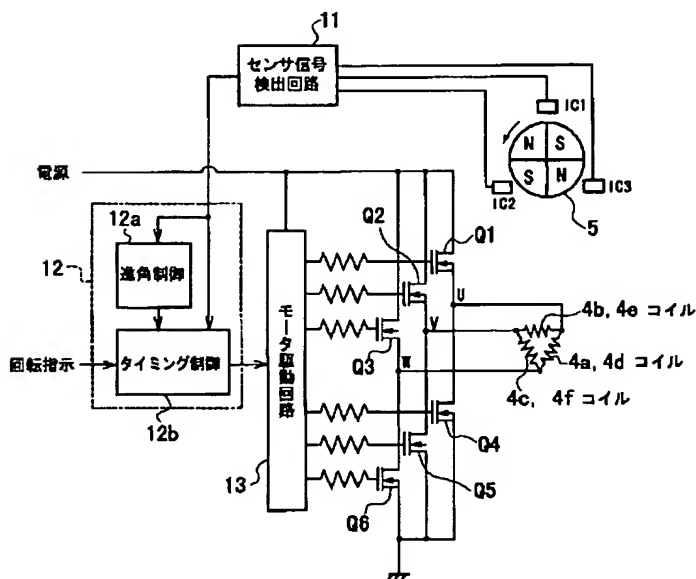 11
センサ信号
検出回路
IC1
N S
S N
IC2
IC3
5
電源
12a
12
進角制御
回転指示
タイミング制御
12b
モータ駆動回路
13
Q1
Q2
Q3
U
V
W
4b, 4e コイル
4a, 4d コイル
4c, 4f コイル
Q4
Q5
Q6